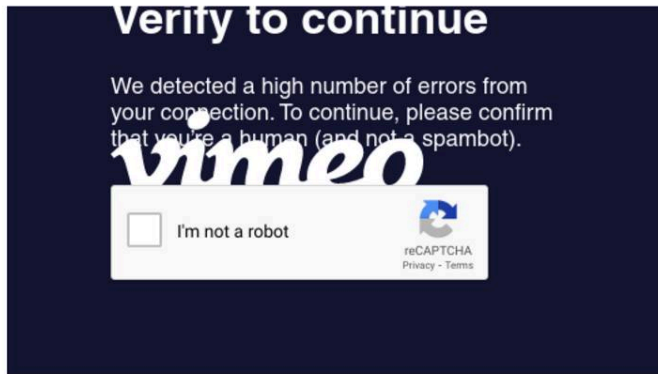 Verify to continue
We detected a high number of errors from
your connection. To continue, please confirm
that you're a human (and not a spambot).
vimeo
I'm not a robot
reCAPTCHA
Privacy - Terms